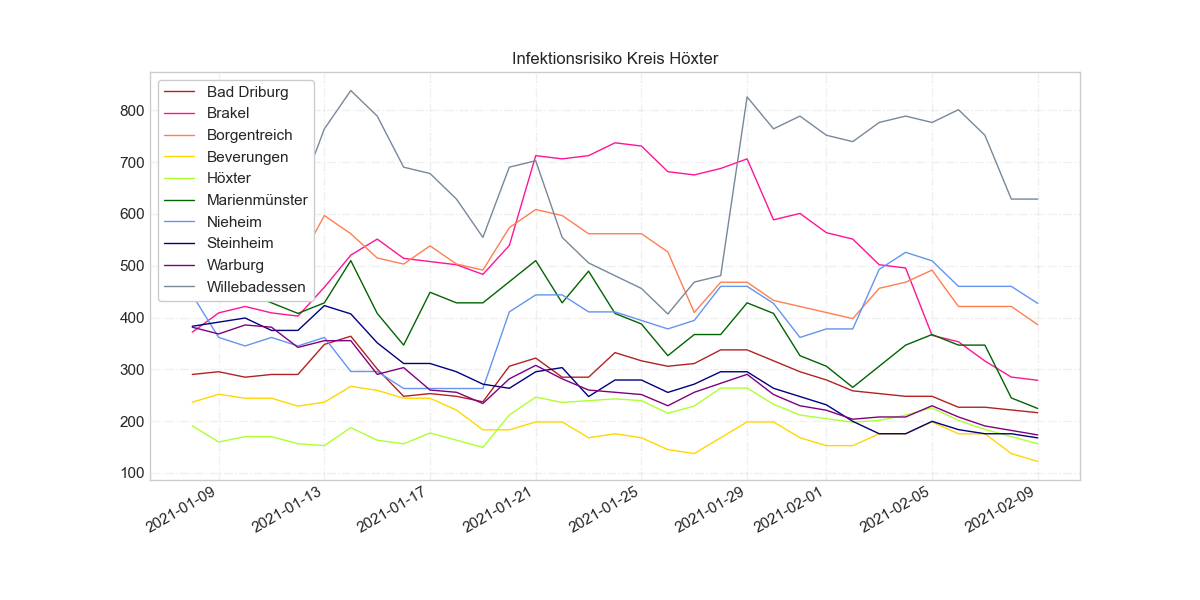 Infektionsrisiko Kreis Höxter
Bad Driburg
Brakel
Borgentreich
Beverungen
Höxter
Marienmünster
Nieheim
Steinheim
Warburg
Willebadessen
800
700
600
500
400
300
200
100
2021-01-09
2021-01-13
2021-01-17
2021-01-21
2021-01-25
2021-01-29
2021-02-01
2021-02-05
2021-02-09